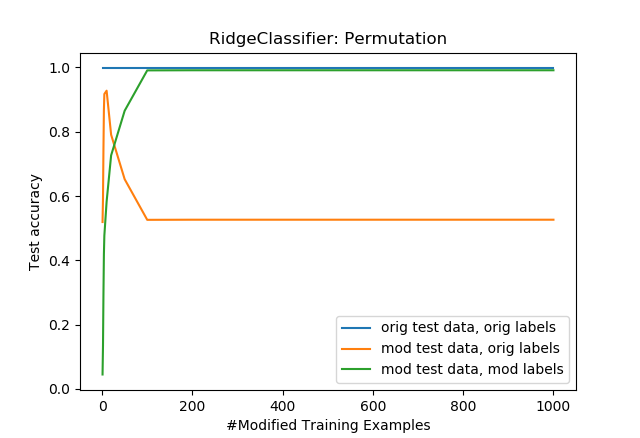 RidgeClassifier: Permutation
1.0
0.8
0.6
0.4
0.2
0.0
Test accuracy
orig test data, orig labels
mod test data, orig labels
mod test data, mod labels
0 200 400 600 800 1000
#Modified Training Examples